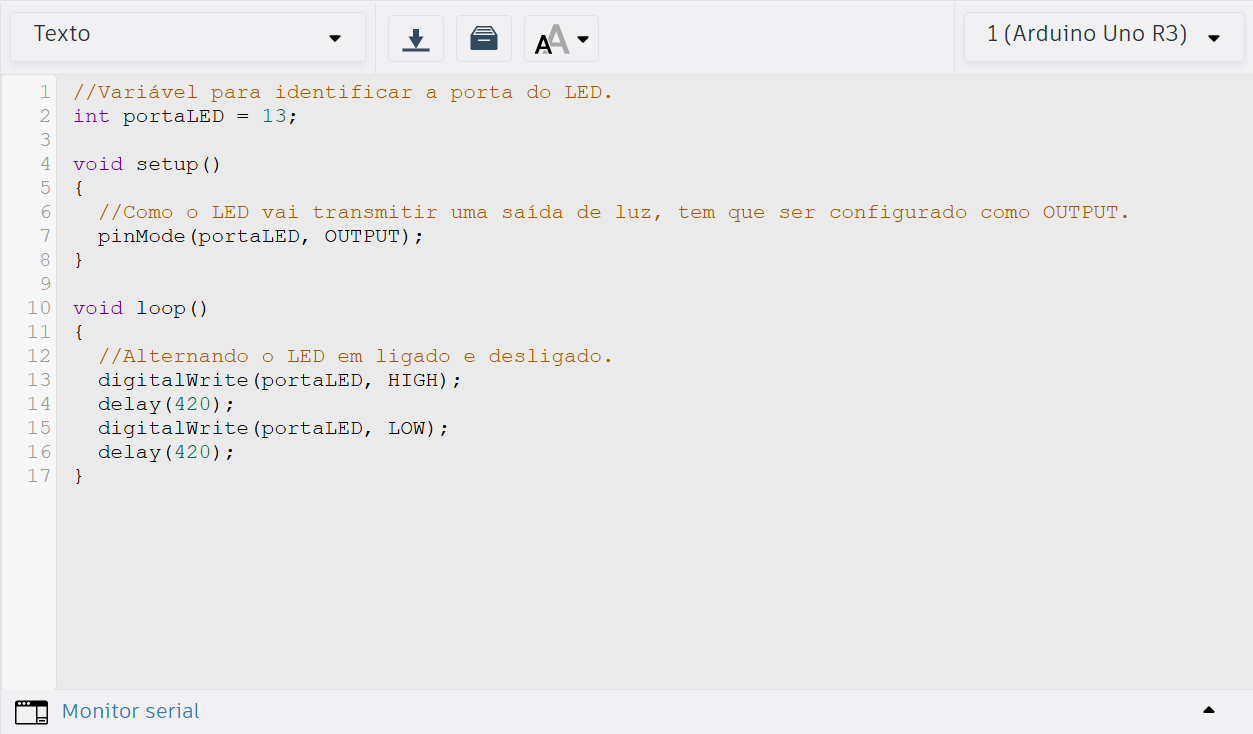 Texto
1 (Arduino Uno R3)
1 //Variável para identificar a porta do LED.
2 int portaLED = 13;
3
4 void setup()
5 {
6   //Como o LED vai transmitir uma saída de luz, tem que ser configurado como OUTPUT.
7   pinMode(portaLED, OUTPUT);
8 }
9
10 void loop()
11 {
12   //Alternando o LED em ligado e desligado.
13   digitalWrite(portaLED, HIGH);
14   delay(420);
15   digitalWrite(portaLED, LOW);
16   delay(420);
17 }
Monitor serial